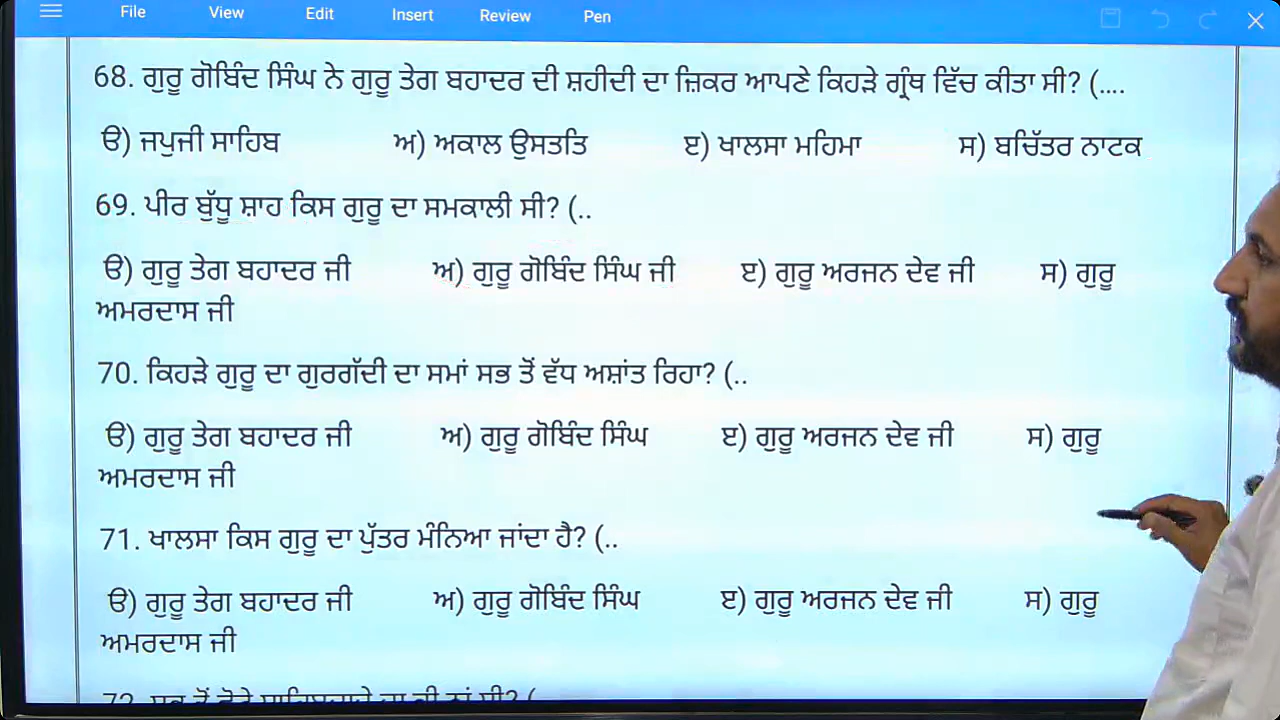 File View Edit Insert Review Pen
68. ਗੁਰੂ ਗੋਬਿੰਦ ਸਿੰਘ ਨੇ ਗੁਰੂ ਤੇਗ ਬਹਾਦਰ ਦੀ ਸ਼ਹੀਦੀ ਦਾ ਜ਼ਿਕਰ ਆਪਣੇ ਕਿਹੜੇ ਗ੍ਰੰਥ ਵਿੱਚ ਕੀਤਾ ਸੀ? (....
ੳ) ਜਪੁਜੀ ਸਾਹਿਬ ਅ) ਅਕਾਲ ਉਸਤਤਿ ੲ) ਖਾਲਸਾ ਮਹਿਮਾ ਸ) ਬਚਿੱਤਰ ਨਾਟਕ
69. ਪੀਰ ਬੁੱਧੂ ਸ਼ਾਹ ਕਿਸ ਗੁਰੂ ਦਾ ਸਮਕਾਲੀ ਸੀ? (..
ੳ) ਗੁਰੂ ਤੇਗ ਬਹਾਦਰ ਜੀ ਅ) ਗੁਰੂ ਗੋਬਿੰਦ ਸਿੰਘ ਜੀ ੲ) ਗੁਰੂ ਅਰਜਨ ਦੇਵ ਜੀ ਸ) ਗੁਰੂ
ਅਮਰਦਾਸ ਜੀ
70. ਕਿਹੜੇ ਗੁਰੂ ਦਾ ਗੁਰਗੱਦੀ ਦਾ ਸਮਾਂ ਸਭ ਤੋਂ ਵੱਧ ਅਸ਼ਾਂਤ ਰਿਹਾ? (..
ੳ) ਗੁਰੂ ਤੇਗ ਬਹਾਦਰ ਜੀ ਅ) ਗੁਰੂ ਗੋਬਿੰਦ ਸਿੰਘ ੲ) ਗੁਰੂ ਅਰਜਨ ਦੇਵ ਜੀ ਸ) ਗੁਰੂ
ਅਮਰਦਾਸ ਜੀ
71. ਖਾਲਸਾ ਕਿਸ ਗੁਰੂ ਦਾ ਪੁੱਤਰ ਮੰਨਿਆ ਜਾਂਦਾ ਹੈ? (..
ੳ) ਗੁਰੂ ਤੇਗ ਬਹਾਦਰ ਜੀ ਅ) ਗੁਰੂ ਗੋਬਿੰਦ ਸਿੰਘ ੲ) ਗੁਰੂ ਅਰਜਨ ਦੇਵ ਜੀ ਸ) ਗੁਰੂ
ਅਮਰਦਾਸ ਜੀ